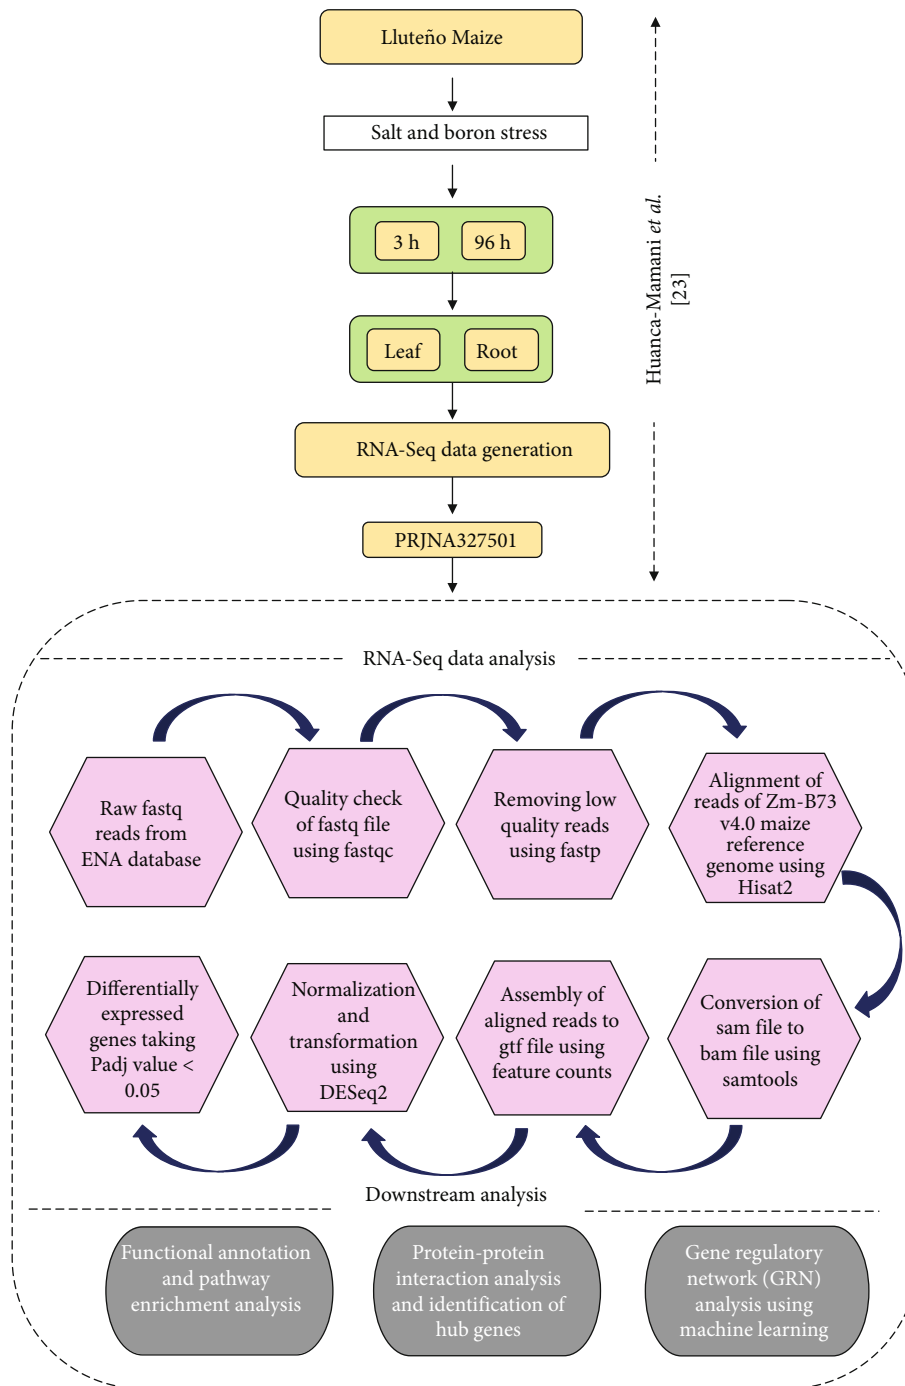 Lluteño Maize
Salt and boron stress
3 h
96 h
Leaf
Root
RNA-Seq data generation
PRJNA327501
Huanca-Mamani et al.
[23]
RNA-Seq data analysis
Raw fastq
reads from
ENA database
Quality check
of fastq file
using fastqc
Removing low
quality reads
using fastp
Alignment of
reads of Zm-B73
v4.0 maize
reference
genome using
Hisat2
Differentially
expressed
genes taking
Padj value <
0.05
Normalization
and
transformation
using
DESeq2
Assembly of
aligned reads to
gtf file using
feature counts
Conversion of
sam file to
bam file using
samtools
Downstream analysis
Functional annotation
and pathway
enrichment analysis
Protein-protein
interaction analysis
and identification of
hub genes
Gene regulatory
network (GRN)
analysis using
machine learning